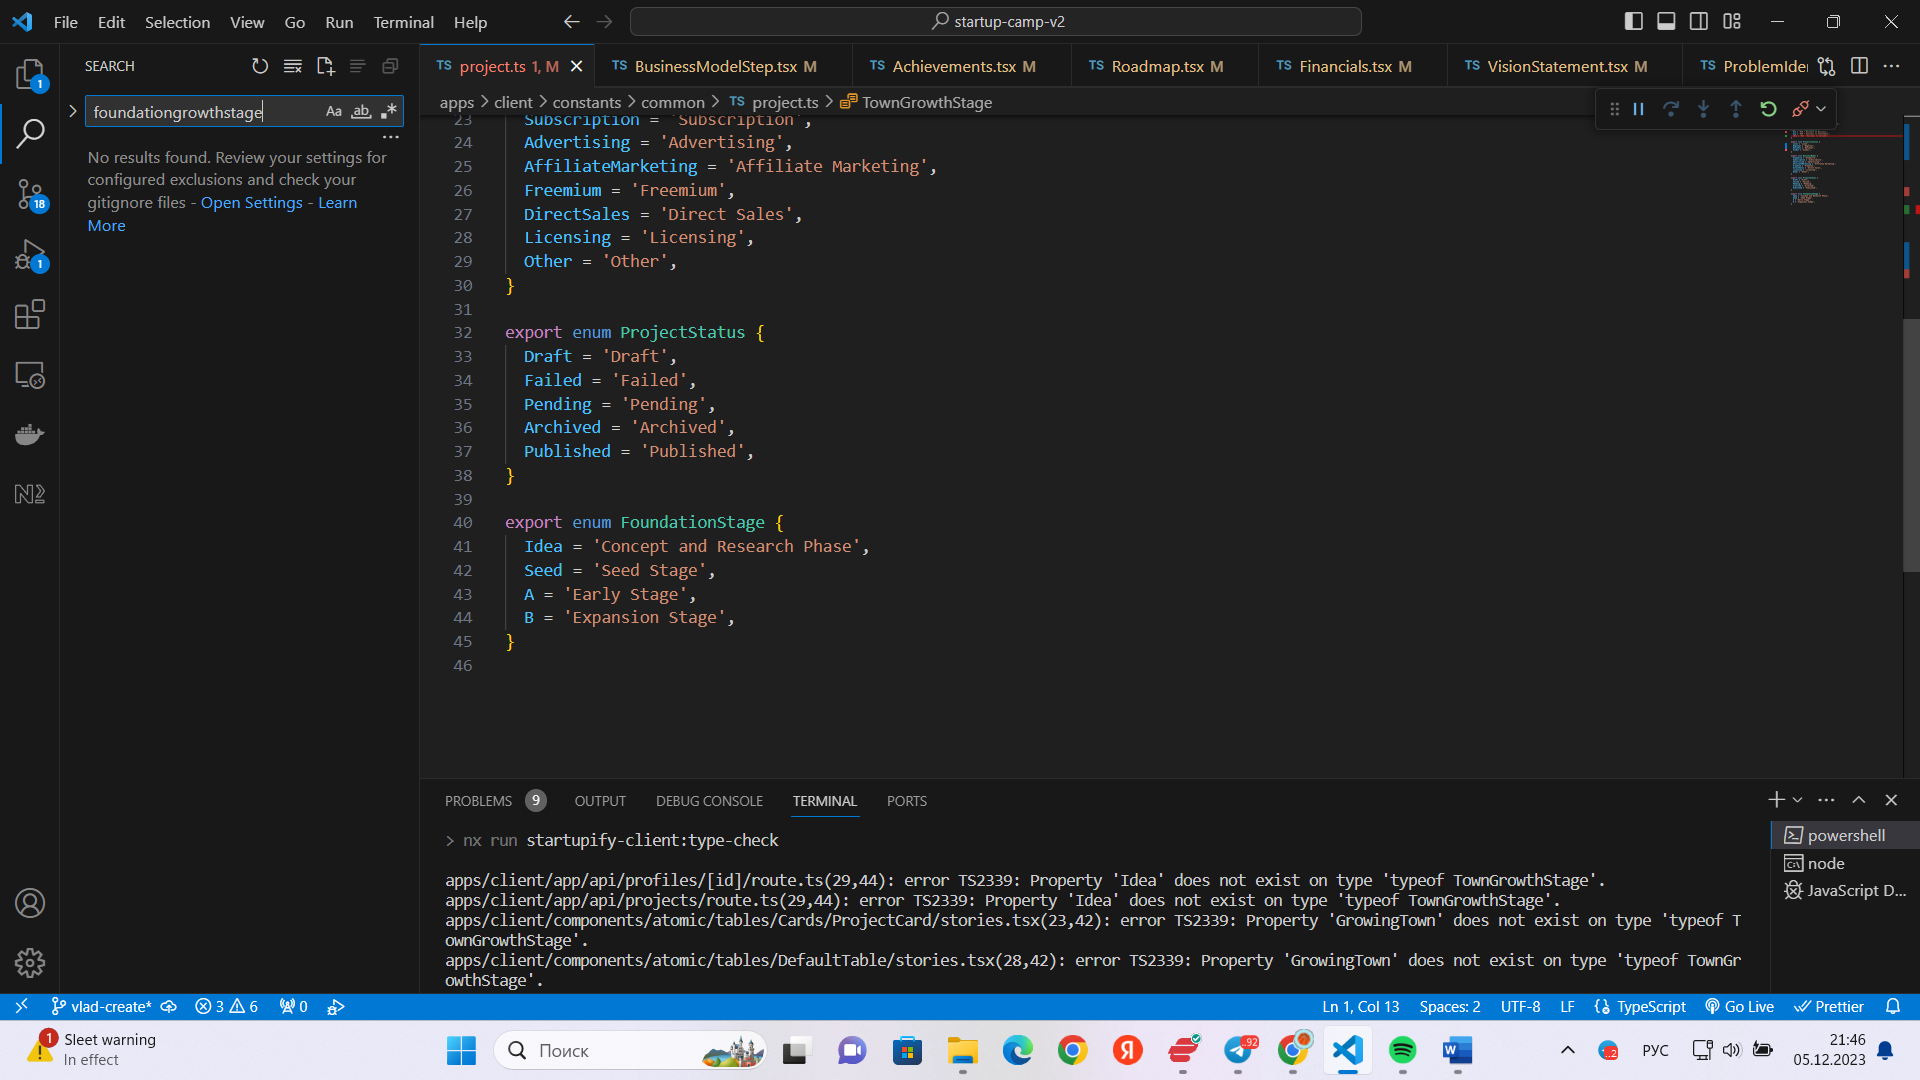 File Edit Selection View Go Run Terminal Help
startup-camp-v2
SEARCH
foundationgrowthstage
Aa ab
No results found. Review your settings for
configured exclusions and check your
gitignore files - Open Settings - Learn
More
1
18
1
TS project.ts 1, M
TS BusinessModelStep.tsx M
TS Achievements.tsx M
TS Roadmap.tsx M
TS Financials.tsx M
TS VisionStatement.tsx M
TS ProblemIde
apps > client > constants > common > TS project.ts > TownGrowthStage
23 Subscription = 'Subscription',
24 Advertising = 'Advertising',
25 AffiliateMarketing = 'Affiliate Marketing',
26 Freemium = 'Freemium',
27 DirectSales = 'Direct Sales',
28 Licensing = 'Licensing',
29 Other = 'Other',
30 }
31
32 export enum ProjectStatus {
33 Draft = 'Draft',
34 Failed = 'Failed',
35 Pending = 'Pending',
36 Archived = 'Archived',
37 Published = 'Published',
38 }
39
40 export enum FoundationStage {
41 Idea = 'Concept and Research Phase',
42 Seed = 'Seed Stage',
43 A = 'Early Stage',
44 B = 'Expansion Stage',
45 }
46
PROBLEMS 9 OUTPUT DEBUG CONSOLE TERMINAL PORTS
> nx run startupify-client:type-check
apps/client/app/api/profiles/[id]/route.ts(29,44): error TS2339: Property 'Idea' does not exist on type 'typeof TownGrowthStage'.
apps/client/app/api/projects/route.ts(29,44): error TS2339: Property 'Idea' does not exist on type 'typeof TownGrowthStage'.
apps/client/components/atomic/tables/Cards/ProjectCard/stories.tsx(23,42): error TS2339: Property 'GrowingTown' does not exist on type 'typeof T
ownGrowthStage'.
apps/client/components/atomic/tables/DefaultTable/stories.tsx(28,42): error TS2339: Property 'GrowingTown' does not exist on type 'typeof TownGr
owthStage'.
powershell
node
JavaScript D...
vlad-create* 3 6 0
Ln 1, Col 13 Spaces: 2 UTF-8 LF {} TypeScript Go Live Prettier
1
Sleet warning
In effect
Поиск
Я
92
W
РУС
21:46
05.12.2023